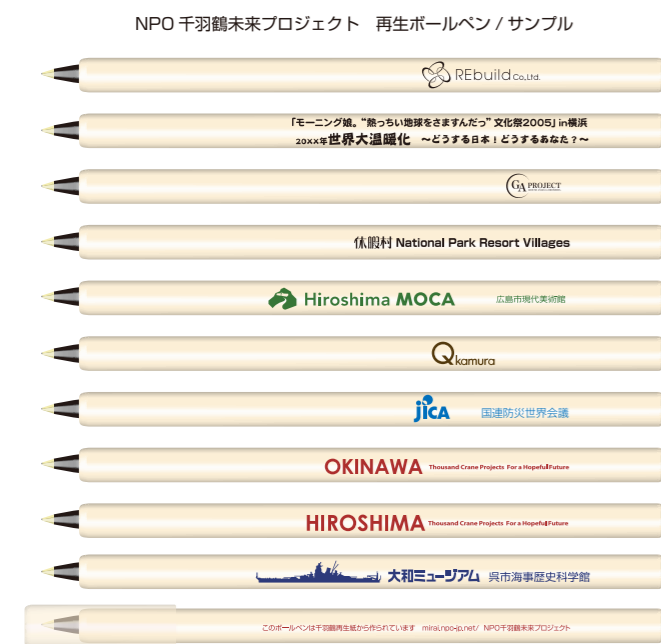 NPO 千羽鶴未来プロジェクト 再生ボールペン / サンプル
REbuild Co.,Ltd.
「モーニング娘。“熱っちい地球をさますんだっ” 文化祭2005」in横浜
20XX年世界大温暖化 ～どうする日本！どうするあなた？～
GA PROJECT
休暇村 National Park Resort Villages
Hiroshima MOCA 広島市現代美術館
Qkamura
jICA 国連防災世界会議
OKINAWA Thousand Crane Projects For a Hopeful Future
HIROSHIMA Thousand Crane Projects For a Hopeful Future
大和ミュージアム 呉市海事歴史科学館
このボールペンは千羽鶴再生紙から作られています mirai.npo-jp.net/ NPO千羽鶴未来プロジェクト